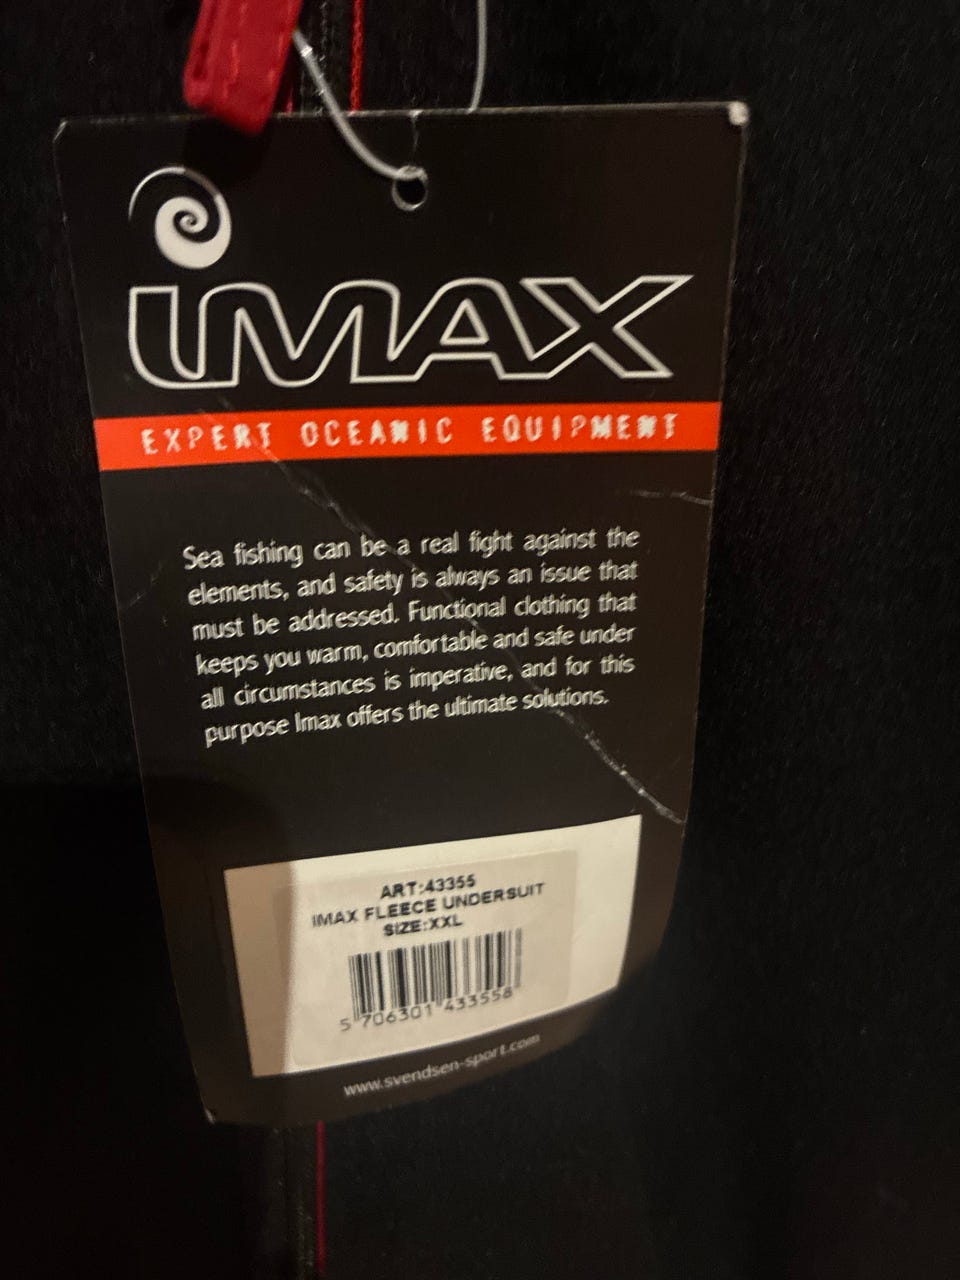 iMAX
EXPERT OCEANIC EQUIPMENT
Sea fishing can be a real fight against the
elements, and safety is always an issue that
must be addressed. Functional clothing that
keeps you warm, comfortable and safe under
all circumstances is imperative, and for this
purpose Imax offers the ultimate solutions.
ART:43355
IMAX FLEECE UNDERSUIT
SIZE:XXL
5 706301 433558
www.svendsen-sport.com